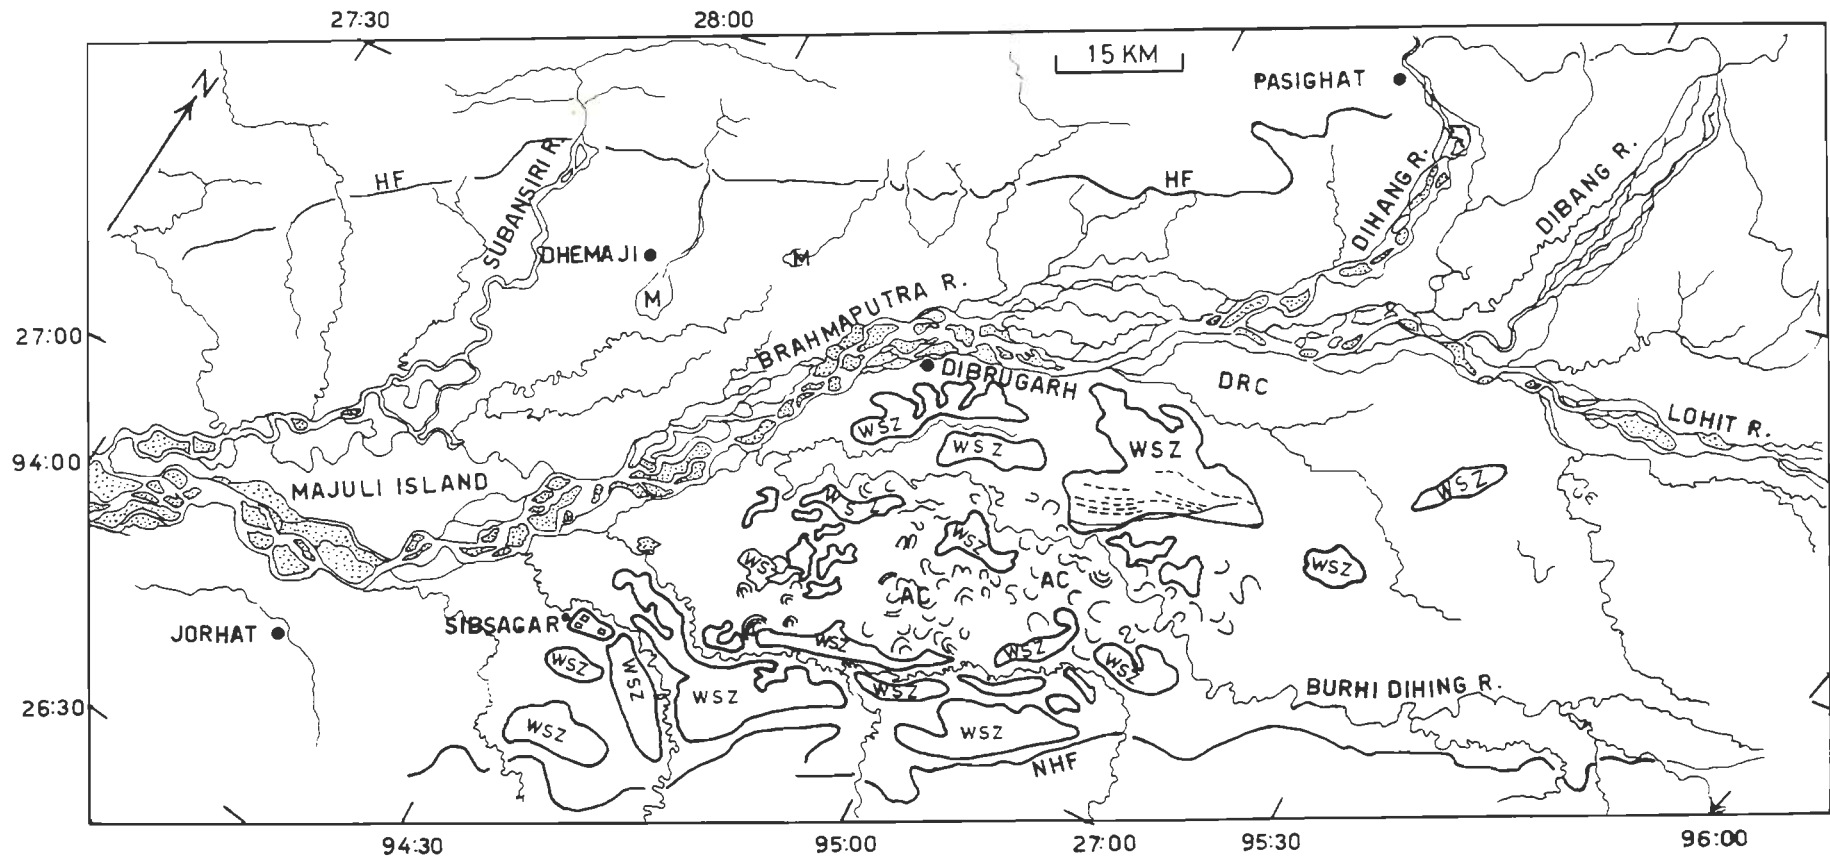 27:30
28:00
15 KM
PASIGHAT
N
HF
SUBANSIRI R.
HF
DIHANG R.
DIBANG R.
DHEMAJI
M
M
BRAHMAPUTRA R.
27:00
DIBRUGARH
DRC
LOHIT R.
WSZ
WSZ
WSZ
94:00
MAJULI ISLAND
WSZ
WSZ
WSZ
WSZ
WSZ
AC
AC
JORHAT
SIBSAGAR
WSZ
WSZ
WSZ
WSZ
WSZ
WSZ
WSZ
BURHI DIHING R.
26:30
WSZ
WSZ
NHF
94:30
95:00
27:00
95:30
96:00